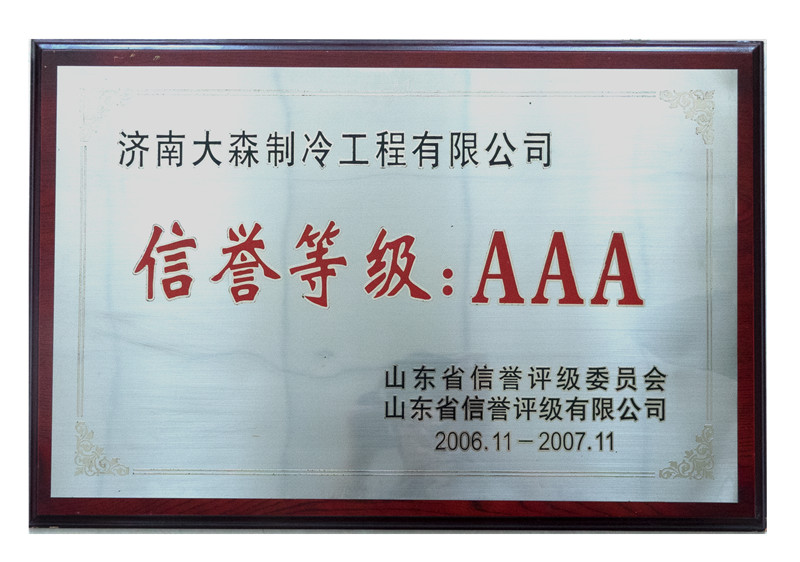 济南大森制冷工程有限公司
信誉等级:AAA
山东省信誉评级委员会
山东省信誉评级有限公司
2006.11－2007.11